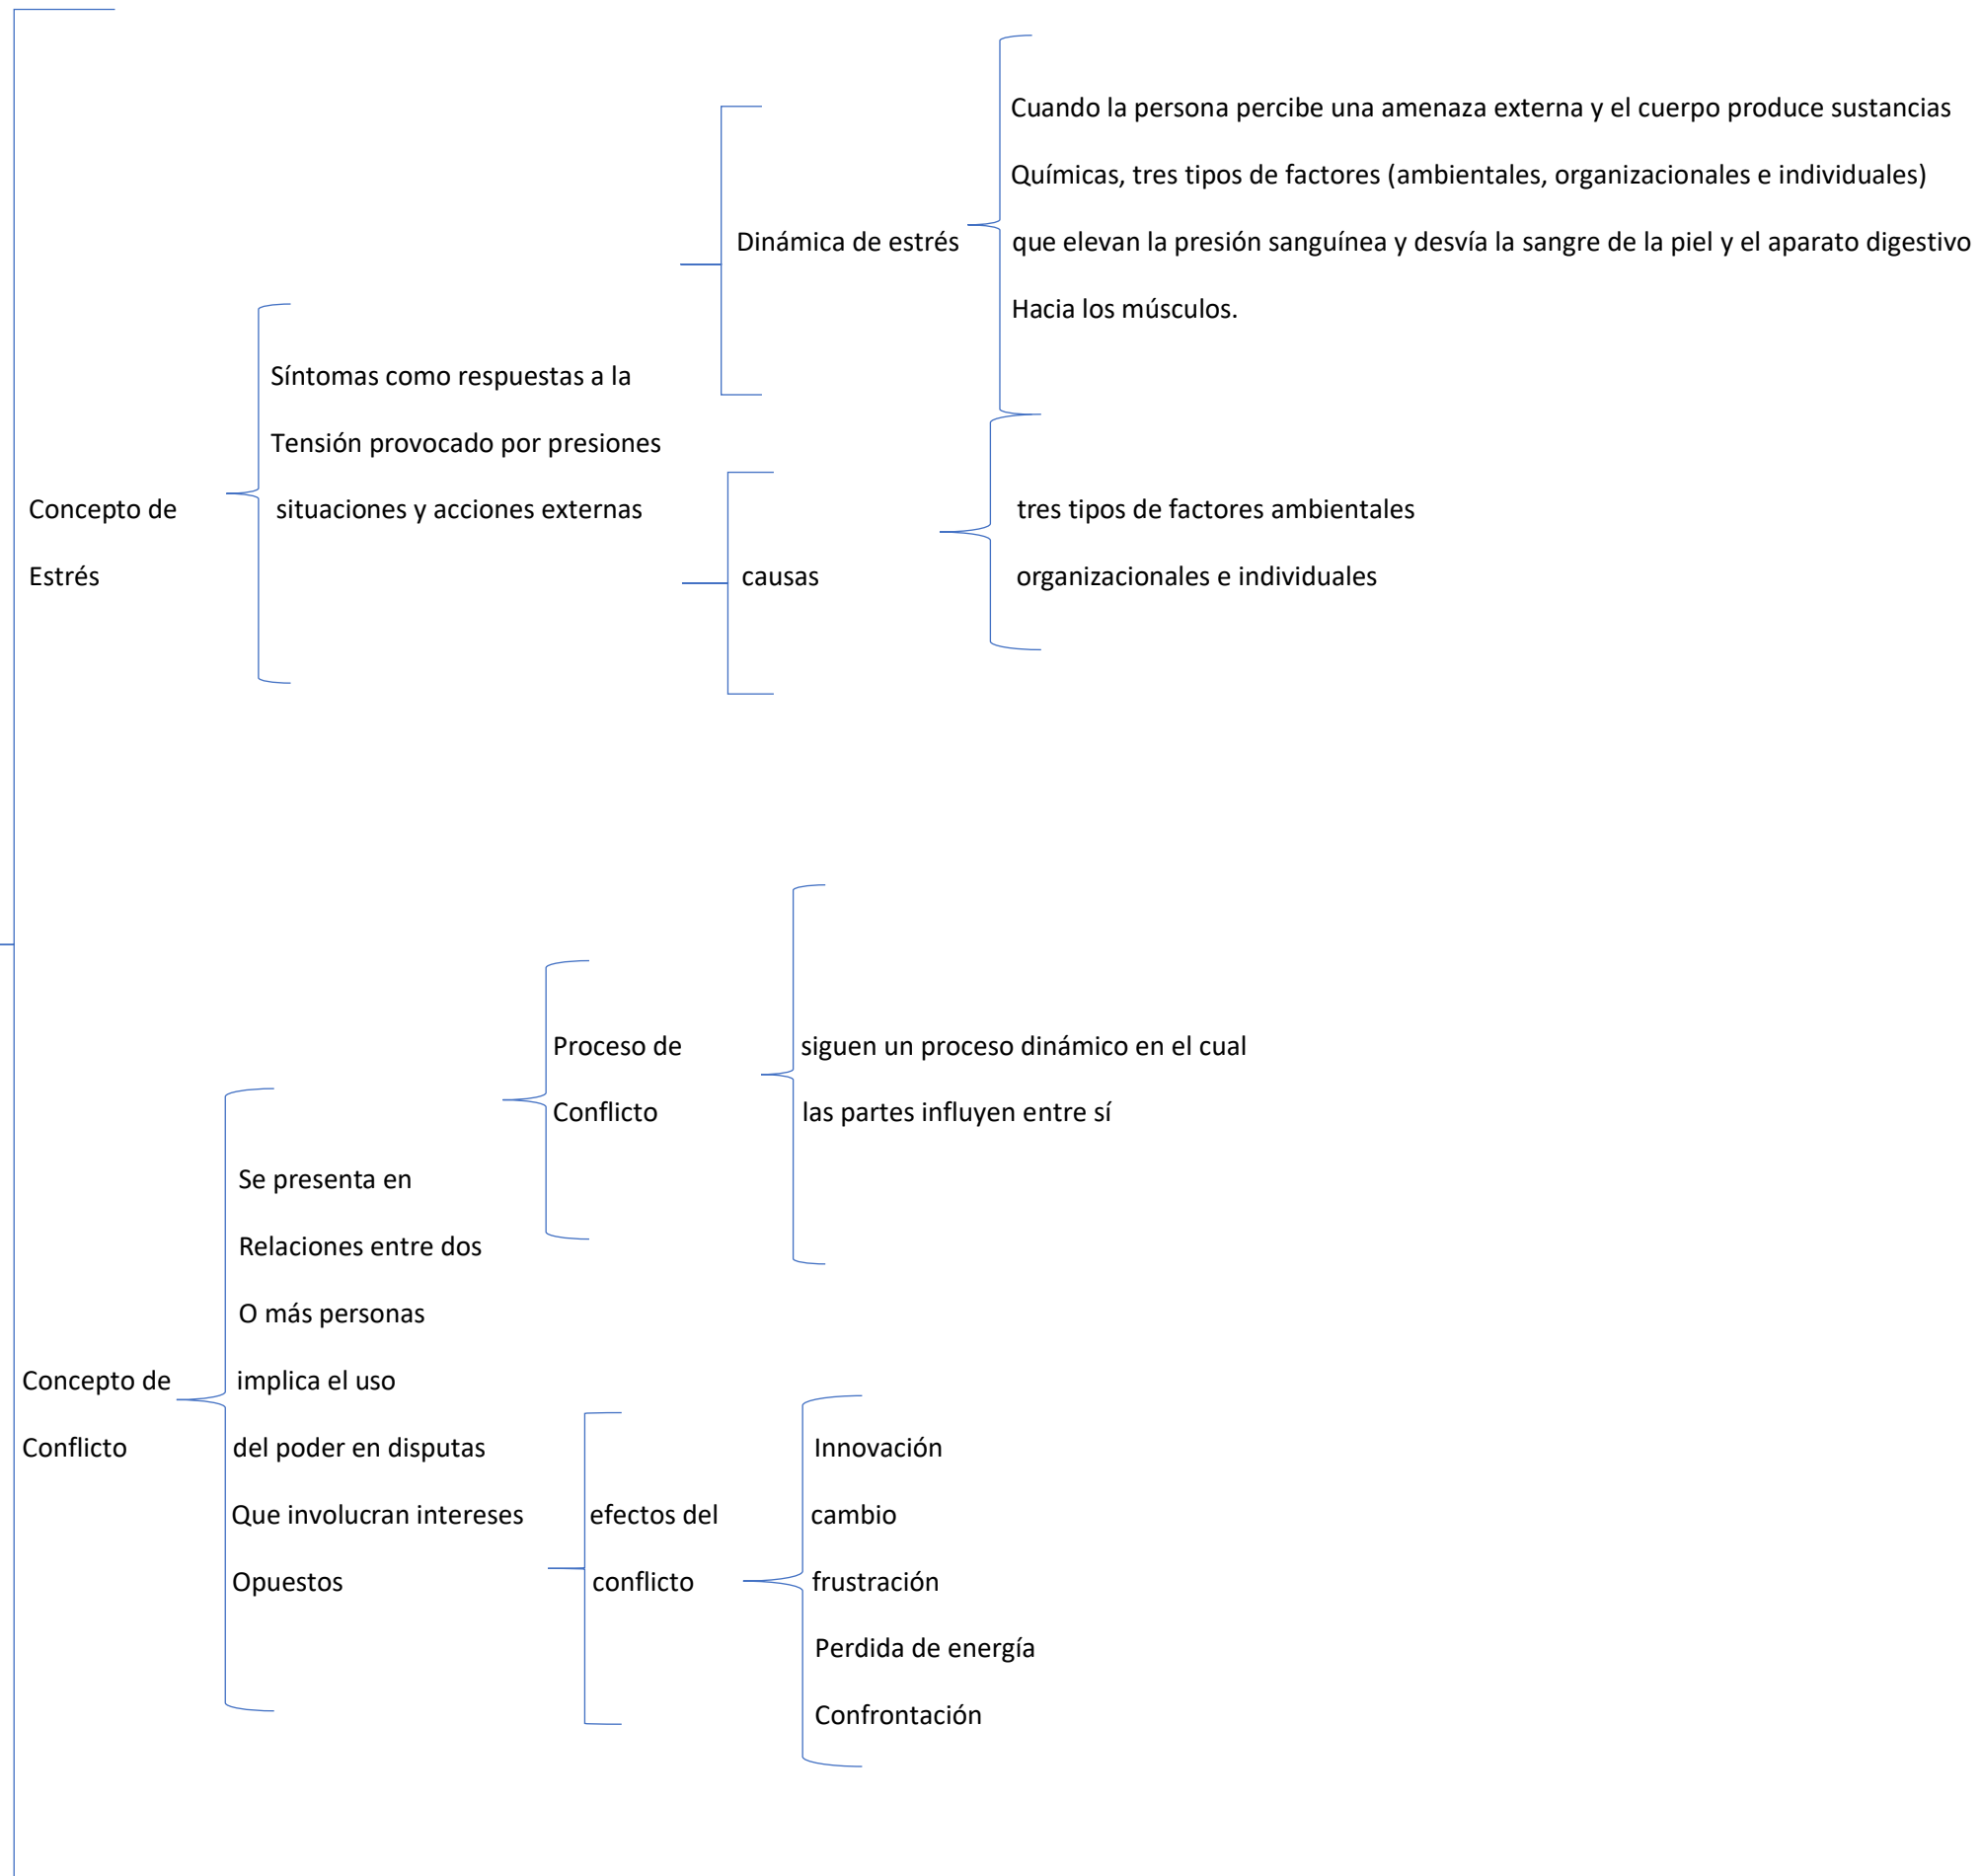 Cuando la persona percibe una amenaza externa y el cuerpo produce sustancias
Químicas, tres tipos de factores (ambientales, organizacionales e individuales)
Dinámica de estrés
que elevan la presión sanguínea y desvía la sangre de la piel y el aparato digestivo
Hacia los músculos.
Síntomas como respuestas a la
Tensión provocado por presiones
Concepto de
situaciones y acciones externas
tres tipos de factores ambientales
Estrés
causas
organizacionales e individuales
Proceso de
siguen un proceso dinámico en el cual
Conflicto
las partes influyen entre sí
Se presenta en
Relaciones entre dos
O más personas
Concepto de
implica el uso
Conflicto
del poder en disputas
Innovación
Que involucran intereses
efectos del
cambio
Opuestos
conflicto
frustración
Perdida de energía
Confrontación